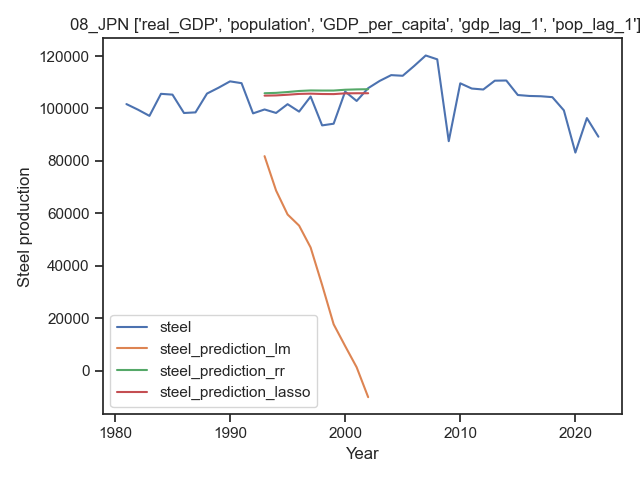 08_JPN ['real_GDP', 'population', 'GDP_per_capita', 'gdp_lag_1', 'pop_lag_1']
120000
100000
80000
60000
40000
20000
0
Steel production
steel
steel_prediction_lm
steel_prediction_rr
steel_prediction_lasso
1980 1990 2000 2010 2020
Year